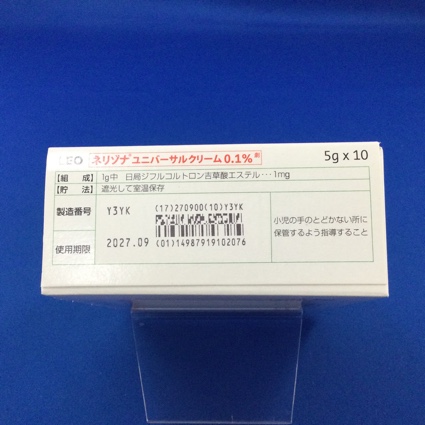 LEO ネリゾナ®ユニバーサルクリーム0.1% 劇 5g x 10
【組　成】 1g中　日局ジフルコルトロン吉草酸エステル･･･1mg
【貯　法】 遮光して室温保存
製造番号 Y3YK (17)270900(10)Y3YK
使用期限 2027.09 (01)14987919102076
小児の手のとどかない所に
保管するよう指導すること